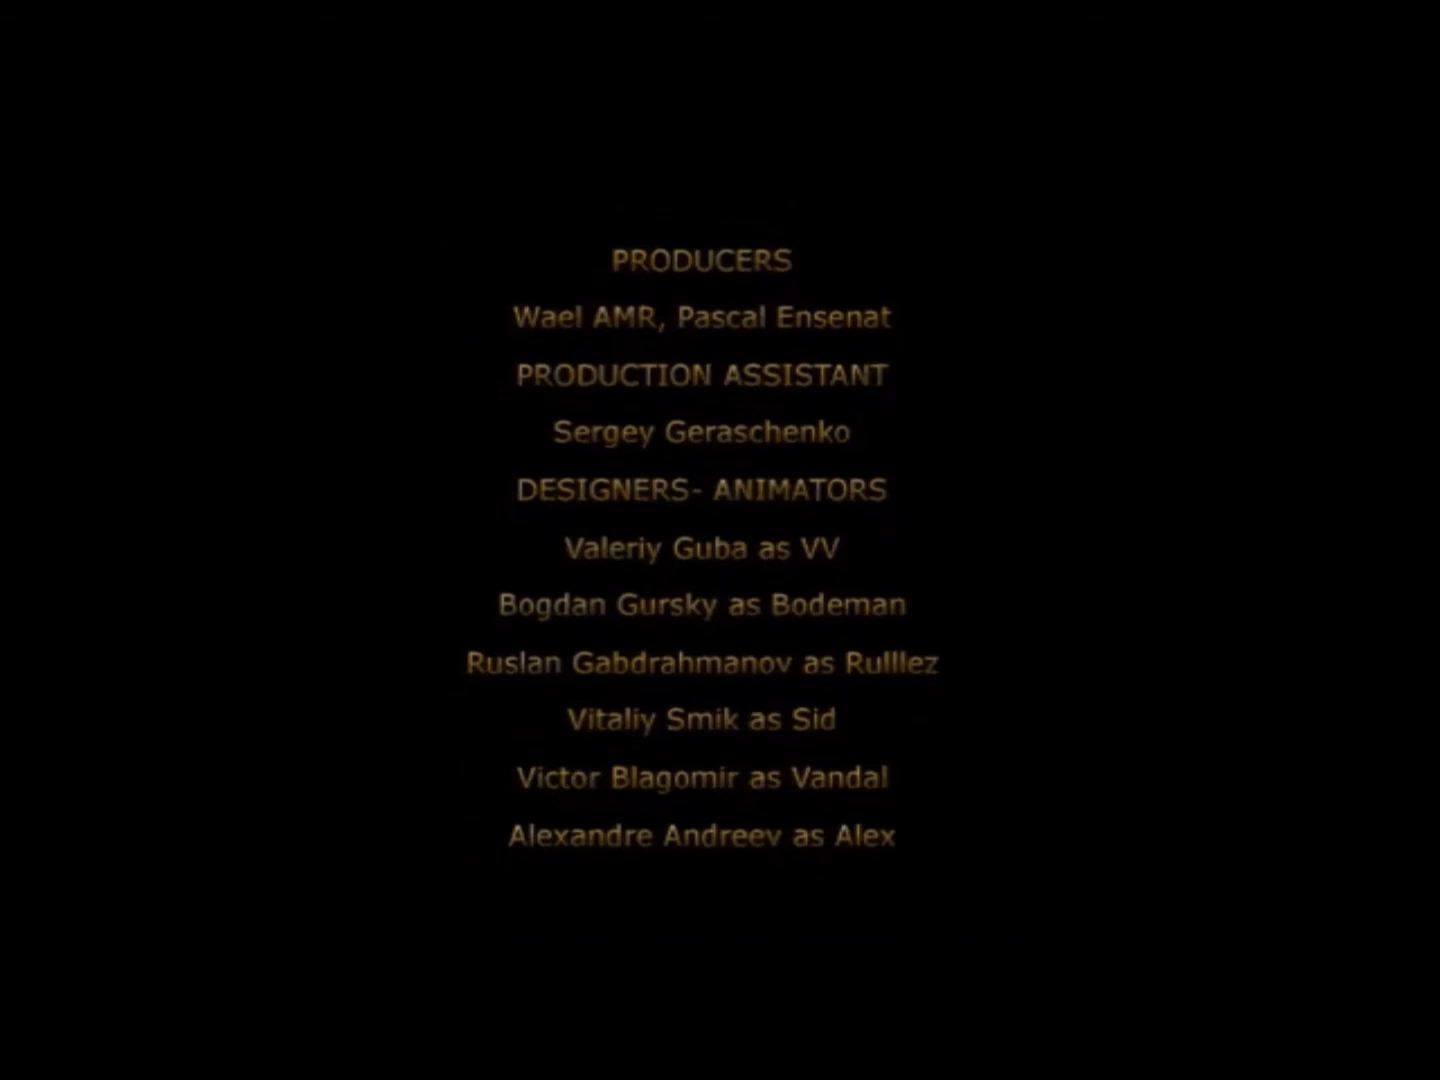 PRODUCERS
Wael AMR, Pascal Ensenat
PRODUCTION ASSISTANT
Sergey Geraschenko
DESIGNERS- ANIMATORS
Valeriy Guba as VV
Bogdan Gursky as Bodeman
Ruslan Gabdrahmanov as Rulllez
Vitaliy Smik as Sid
Victor Blagomir as Vandal
Alexandre Andreev as Alex